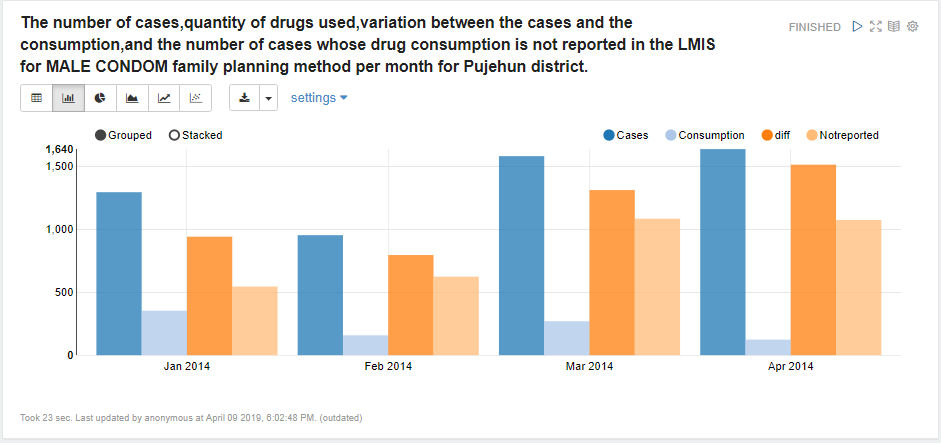 The number of cases,quantity of drugs used,variation between the cases and the
consumption,and the number of cases whose drug consumption is not reported in the LMIS
for MALE CONDOM family planning method per month for Pujehun district.
FINISHED
settings
Grouped Stacked
Cases Consumption diff Notreported
1,640
1,500
1,000
500
0
Jan 2014 Feb 2014 Mar 2014 Apr 2014
Took 23 sec. Last updated by anonymous at April 09 2019, 6:02:48 PM. (outdated)